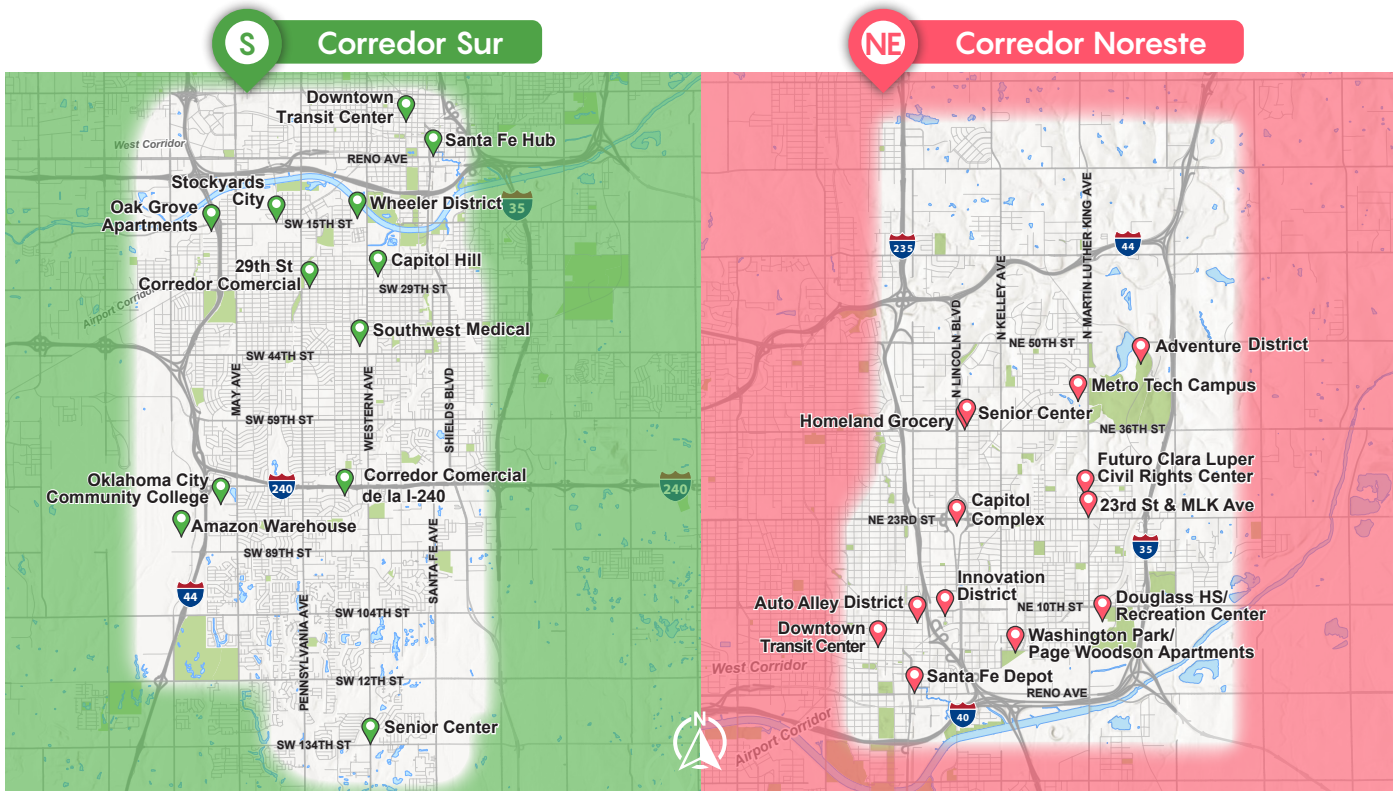 S
Corredor Sur
Downtown
Transit Center
West Corridor
Santa Fe Hub
RENO AVE
Stockyards
City
Oak Grove
Apartments
Wheeler District
35
SW 15TH ST
29th St
Corredor Comercial
Capitol Hill
SW 29TH ST
Airport Corridor
Southwest Medical
SW 44TH ST
MAY AVE
WESTERN AVE
SHIELDS BLVD
SW 59TH ST
Oklahoma City
Community College
240
Corredor Comercial
de la I-240
240
Amazon Warehouse
SW 89TH ST
SANTA FE AVE
44
PENNSYLVANIA AVE
SW 104TH ST
SW 12TH ST
Senior Center
SW 134TH ST
N
NE
Corredor Noreste
235
N KELLEY AVE
N MARTIN LUTHER KING AVE
44
N LINCOLN BLVD
NE 50TH ST
Adventure District
Metro Tech Campus
Senior Center
Homeland Grocery
NE 36TH ST
Futuro Clara Luper
Civil Rights Center
Capitol
Complex
23rd St & MLK Ave
NE 23RD ST
35
Innovation
District
Auto Alley District
NE 10TH ST
Douglass HS/
Recreation Center
Downtown
Transit Center
Washington Park/
Page Woodson Apartments
West Corridor
Santa Fe Depot
RENO AVE
40
Airport Corridor